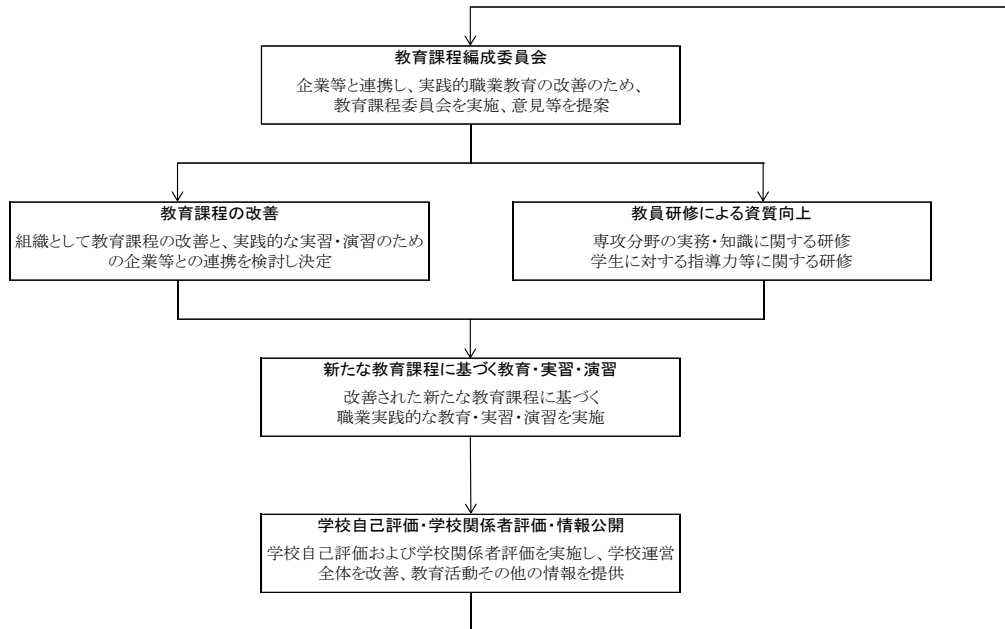 教育課程編成委員会
企業等と連携し、実践的職業教育の改善のため、
教育課程委員会を実施、意見等を提案
教育課程の改善
組織として教育課程の改善と、実践的な実習・演習のため
の企業等との連携を検討し決定
教員研修による資質向上
専攻分野の実務・知識に関する研修
学生に対する指導力等に関する研修
新たな教育課程に基づく教育・実習・演習
改善された新たな教育課程に基づく
職業実践的な教育・実習・演習を実施
学校自己評価・学校関係者評価・情報公開
学校自己評価および学校関係者評価を実施し、学校運営
全体を改善、教育活動その他の情報を提供